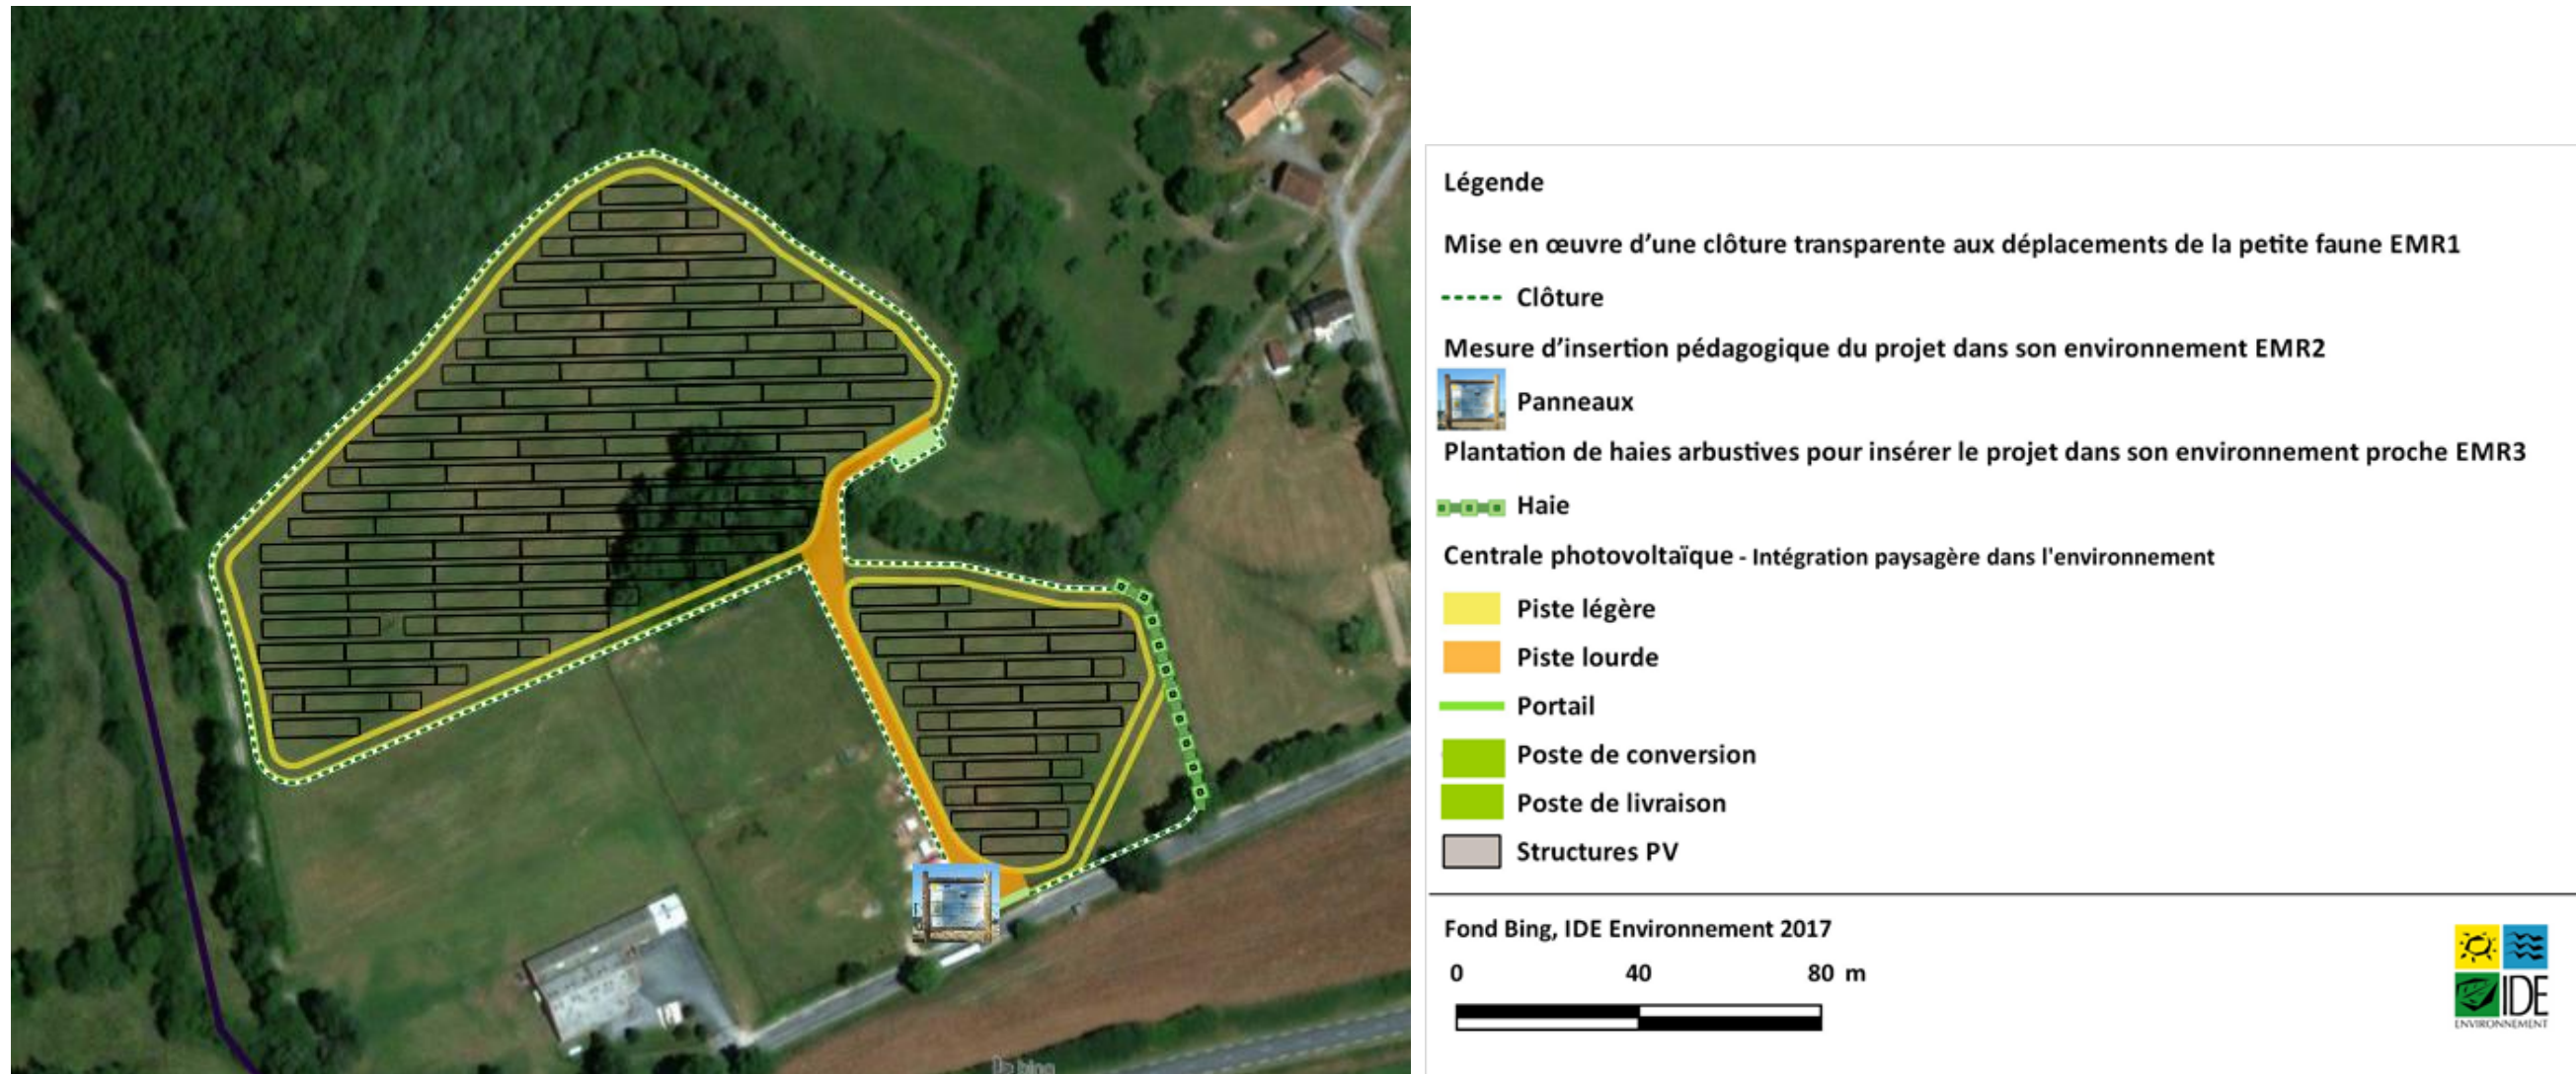 Légende
Mise en œuvre d’une clôture transparente aux déplacements de la petite faune EMR1
Clôture
Mesure d’insertion pédagogique du projet dans son environnement EMR2
Panneaux
Plantation de haies arbustives pour insérer le projet dans son environnement proche EMR3
Haie
Centrale photovoltaïque - Intégration paysagère dans l'environnement
Piste légère
Piste lourde
Portail
Poste de conversion
Poste de livraison
Structures PV
Fond Bing, IDE Environnement 2017
0 40 80 m
IDE
ENVIRONNEMENT
bing